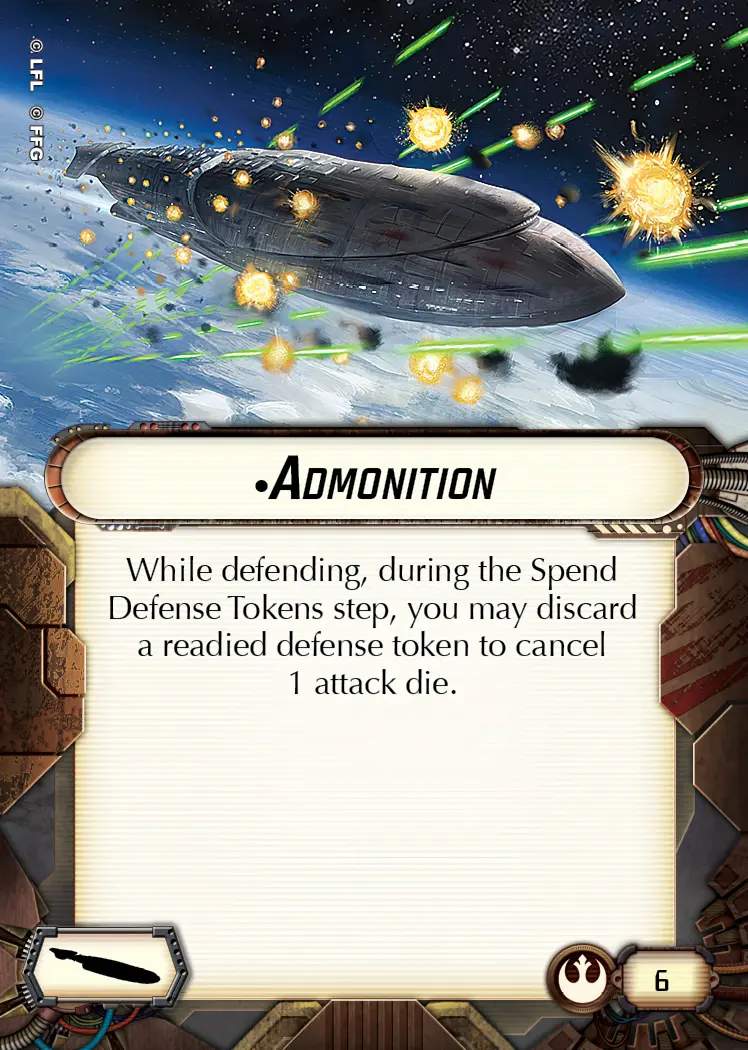 © LFL © FFG
•ADMONITION
While defending, during the Spend
Defense Tokens step, you may discard
a readied defense token to cancel
1 attack die.
6